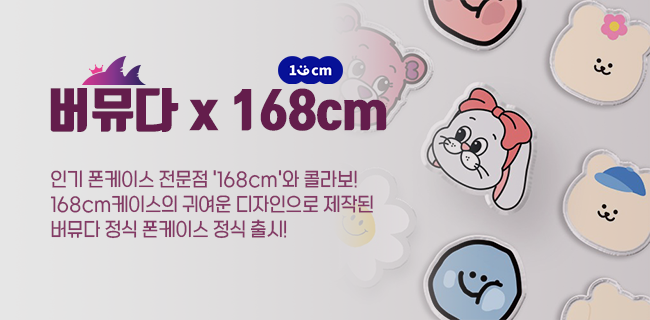 10cm
버뮤다 x 168cm
인기 폰케이스 전문점 '168cm'와 콜라보!
168cm케이스의 귀여운 디자인으로 제작된
버뮤다 정식 폰케이스 정식 출시!